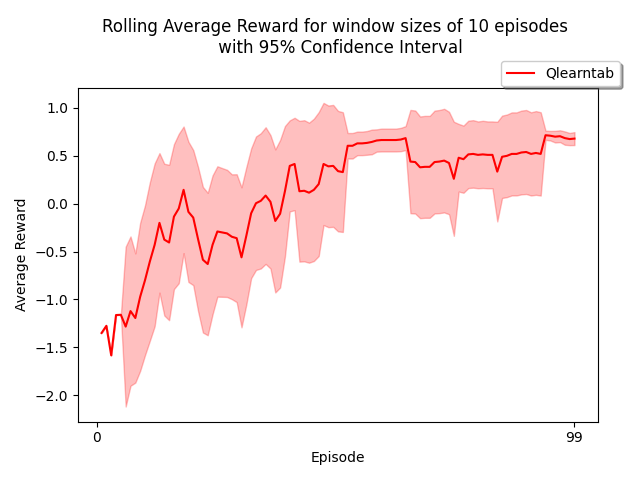 Rolling Average Reward for window sizes of 10 episodes
with 95% Confidence Interval
Qlearntab
1.0
0.5
0.0
−0.5
−1.0
−1.5
−2.0
Average Reward
0
99
Episode